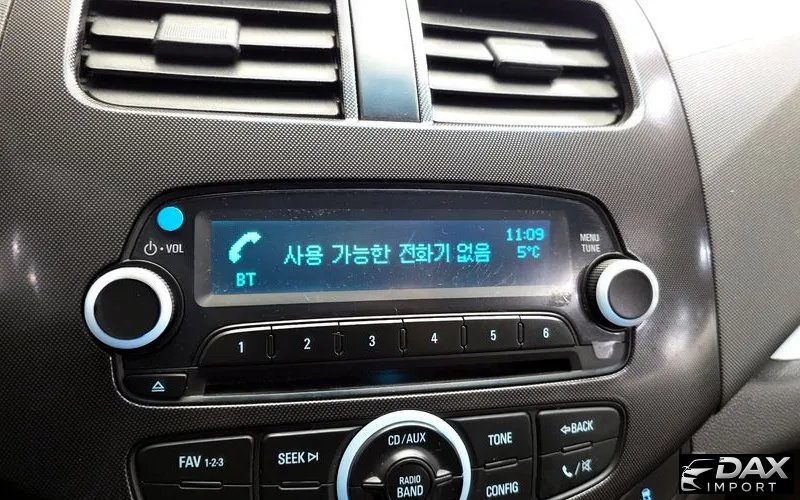 11:09
사용 가능한 전화기 없음 5°C
BT
VOL
MENU
TUNE
1 2 3 4 5 6
FAV 1-2-3
SEEK
CD/AUX
TONE
BACK
RADIO
BAND
CONFIG
DAX
IMPORT